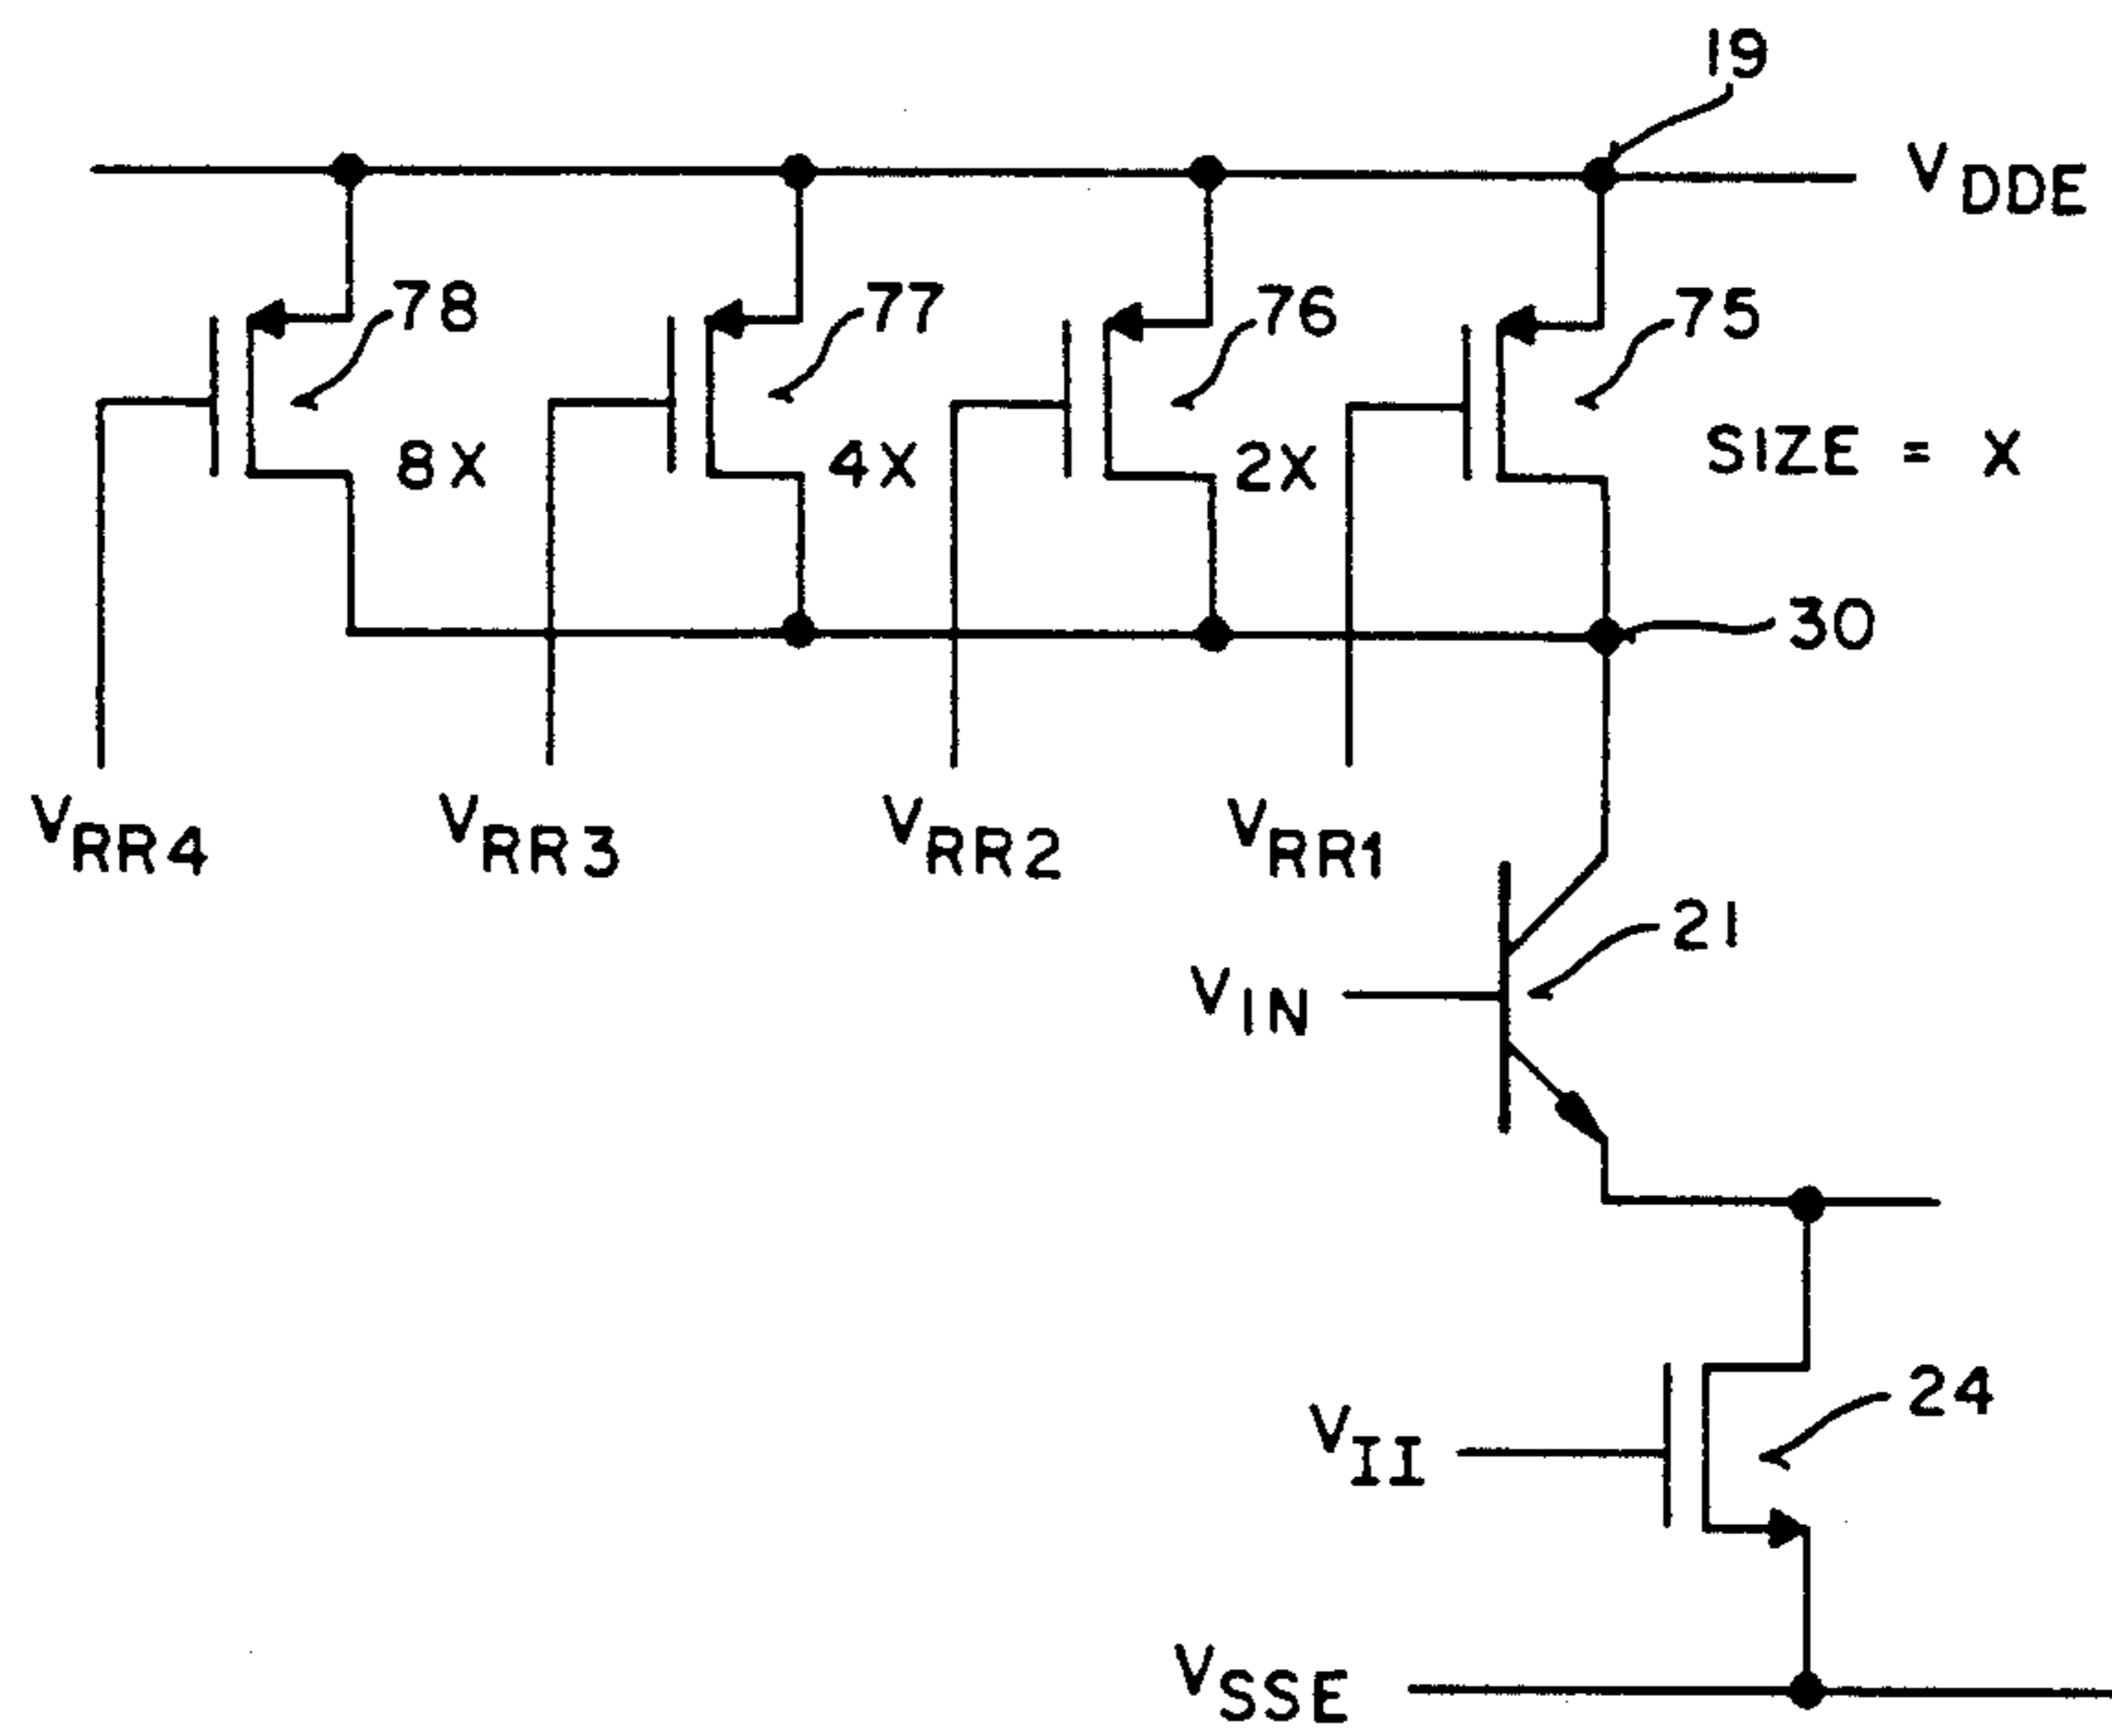 19
VDDE
78
77
76
75
8X
4X
2X
SIZE = X
30
VRR4
VRR3
VRR2
VRR1
21
VIN
24
VII
VSSE